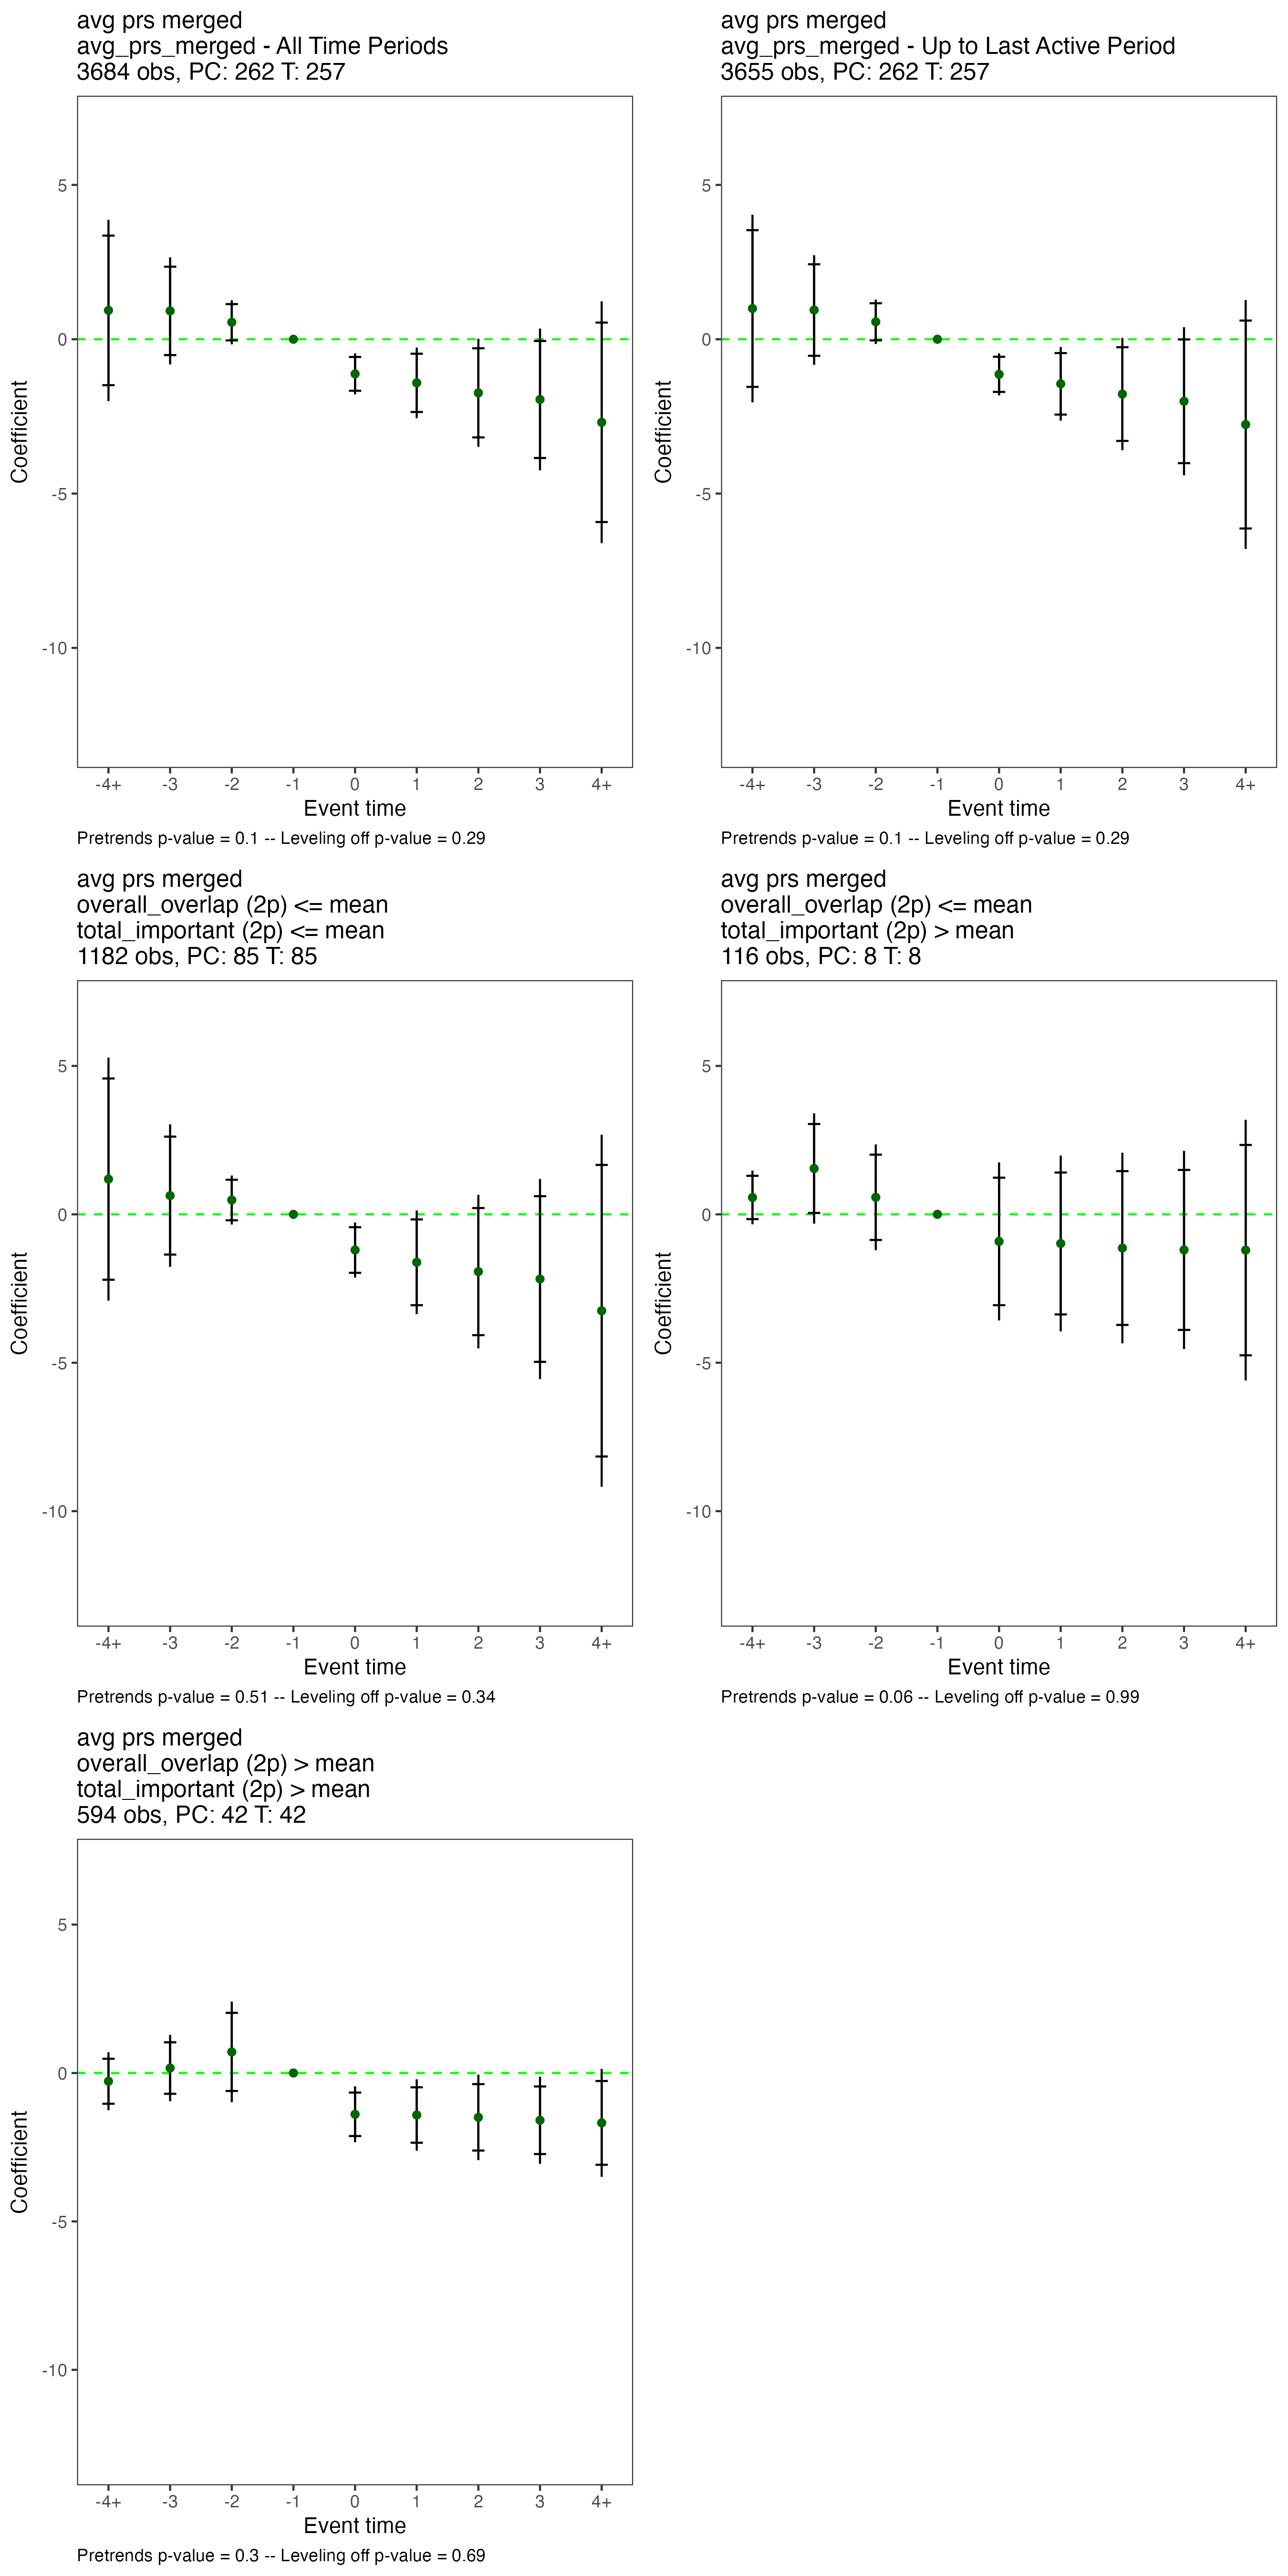 avg prs merged
avg_prs_merged - All Time Periods
3684 obs, PC: 262 T: 257
5
0
-5
-10
Coefficient
-4+ -3 -2 -1 0 1 2 3 4+
Event time
Pretrends p-value = 0.1 -- Leveling off p-value = 0.29
avg prs merged
avg_prs_merged - Up to Last Active Period
3655 obs, PC: 262 T: 257
5
0
-5
-10
Coefficient
-4+ -3 -2 -1 0 1 2 3 4+
Event time
Pretrends p-value = 0.1 -- Leveling off p-value = 0.29
avg prs merged
overall_overlap (2p) <= mean
total_important (2p) <= mean
1182 obs, PC: 85 T: 85
5
0
-5
-10
Coefficient
-4+ -3 -2 -1 0 1 2 3 4+
Event time
Pretrends p-value = 0.51 -- Leveling off p-value = 0.34
avg prs merged
overall_overlap (2p) <= mean
total_important (2p) > mean
116 obs, PC: 8 T: 8
5
0
-5
-10
Coefficient
-4+ -3 -2 -1 0 1 2 3 4+
Event time
Pretrends p-value = 0.06 -- Leveling off p-value = 0.99
avg prs merged
overall_overlap (2p) > mean
total_important (2p) > mean
594 obs, PC: 42 T: 42
5
0
-5
-10
Coefficient
-4+ -3 -2 -1 0 1 2 3 4+
Event time
Pretrends p-value = 0.3 -- Leveling off p-value = 0.69